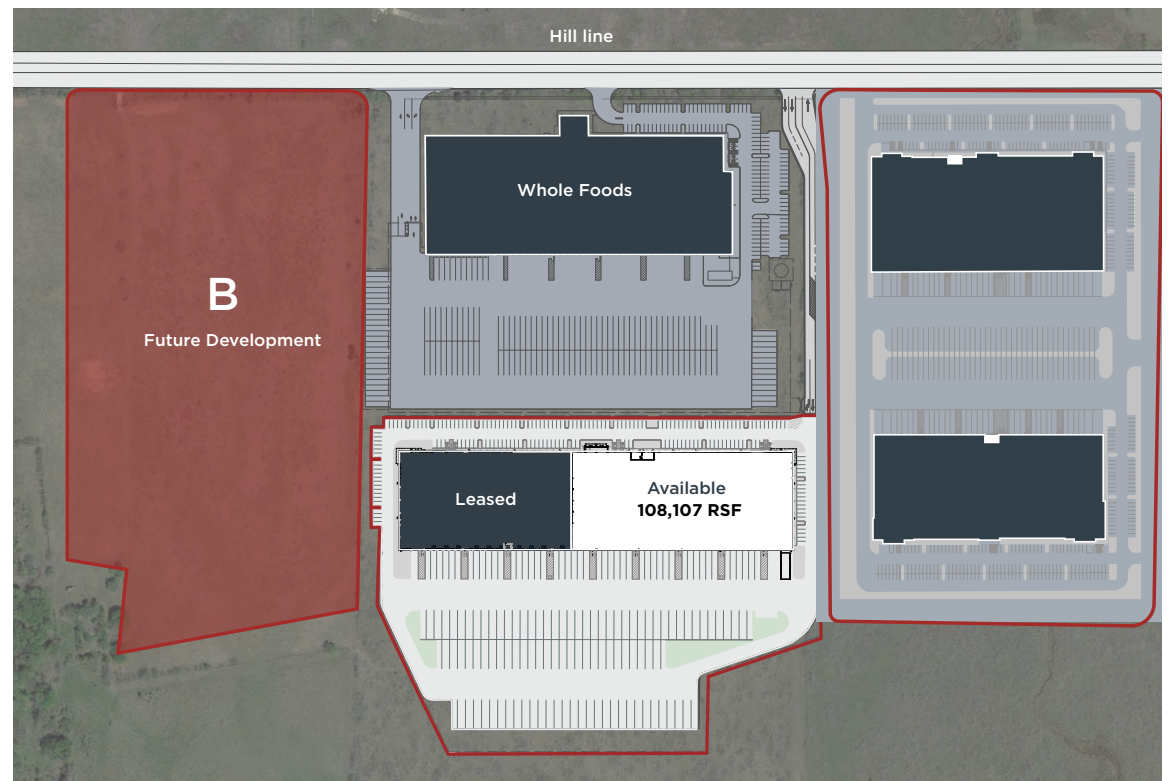 Hill line
Whole Foods
B
Future Development
Leased
Available
108,107 RSF